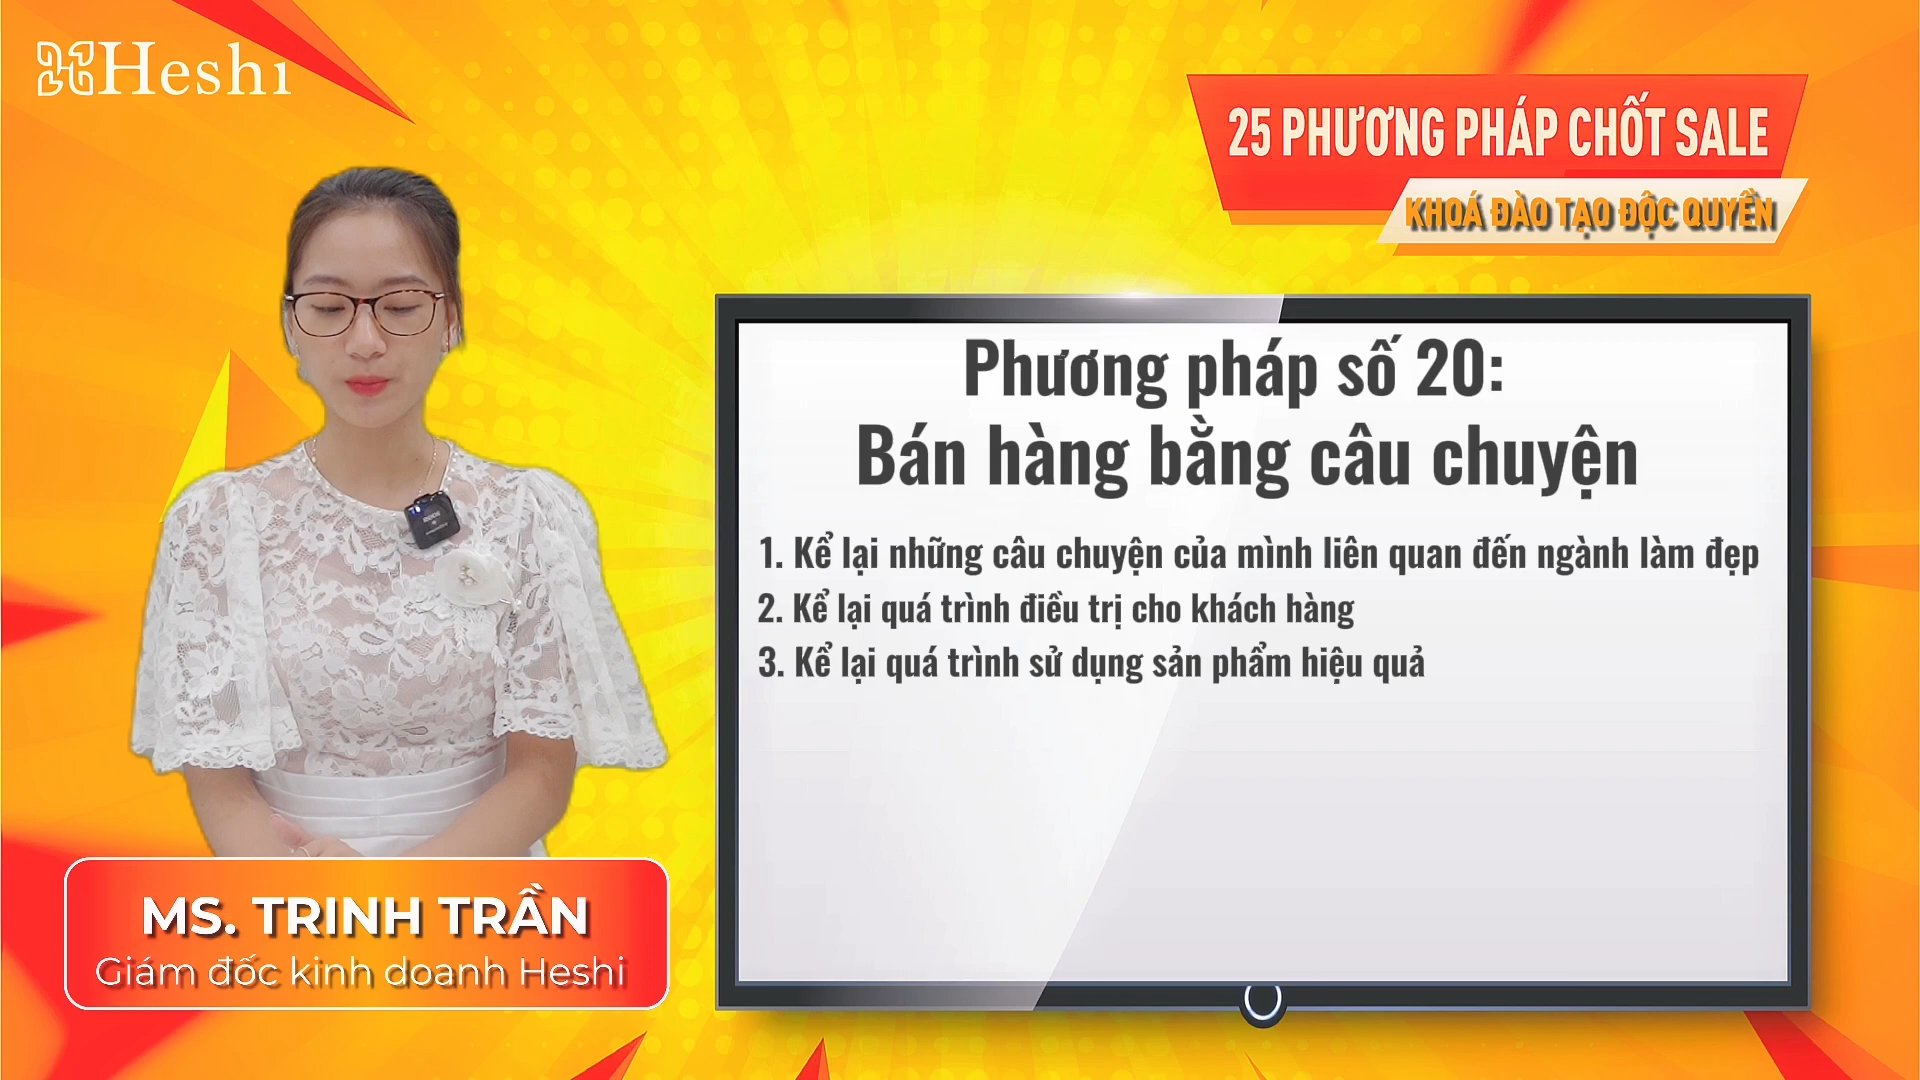 Heshi
25 PHƯƠNG PHÁP CHỐT SALE
KHOÁ ĐÀO TẠO ĐỘC QUYỀN
Phương pháp số 20:
Bán hàng bằng câu chuyện
1. Kể lại những câu chuyện của mình liên quan đến ngành làm đẹp
2. Kể lại quá trình điều trị cho khách hàng
3. Kể lại quá trình sử dụng sản phẩm hiệu quả
MS. TRINH TRẦN
Giám đốc kinh doanh Heshi